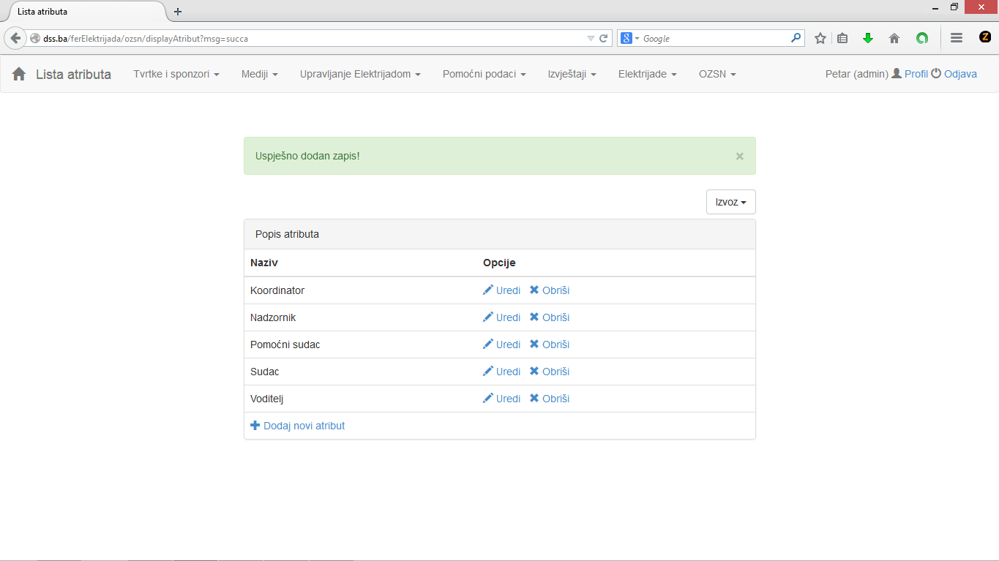 Lista atributa
dss.ba/ferElektrijada/ozsn/displayAtribut?msg=succa
Google
Lista atributa Tvrtke i sponzori Mediji Upravljanje Elektrijadom Pomoćni podaci Izvještaji Elektrijade OZSN Petar (admin) Profil Odjava
Uspješno dodan zapis!
Izvoz
Popis atributa
Naziv Opcije
Koordinator Uredi Obriši
Nadzornik Uredi Obriši
Pomoćni sudac Uredi Obriši
Sudac Uredi Obriši
Voditelj Uredi Obriši
Dodaj novi atribut